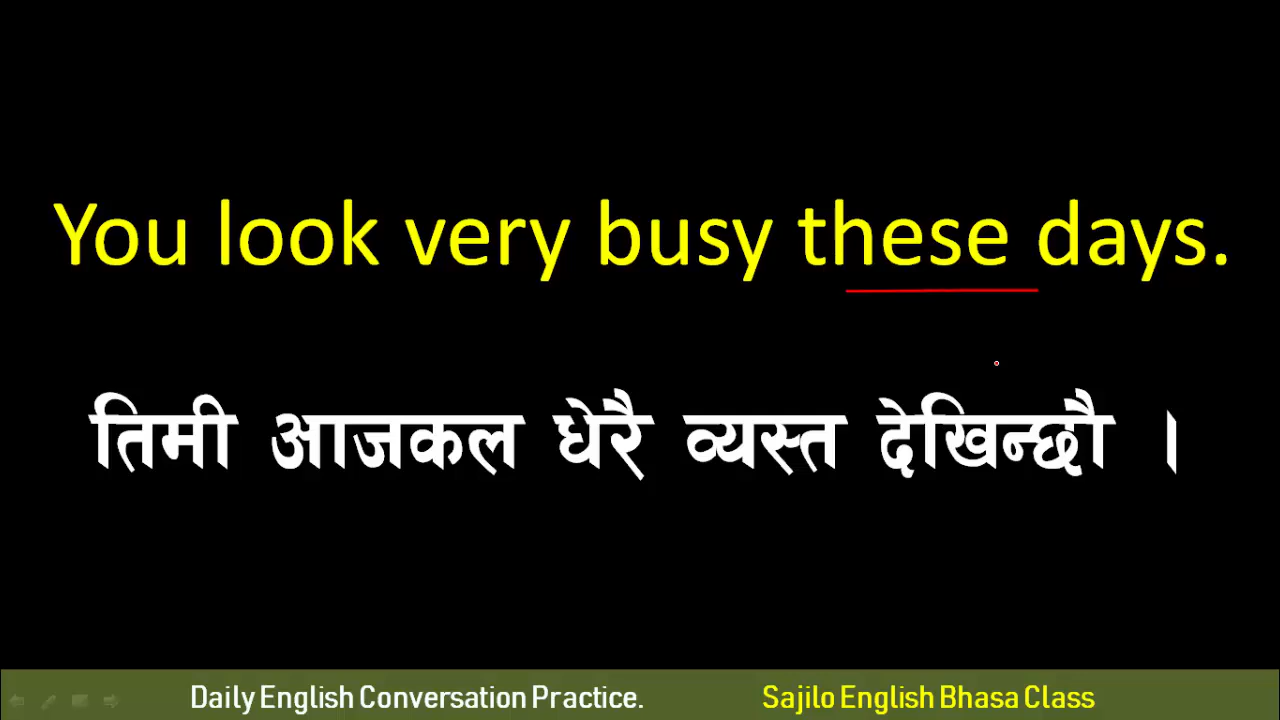 You look very busy these days.
तिमी आजकल धेरै व्यस्त देखिन्छौ ।
Daily English Conversation Practice. Sajilo English Bhasa Class